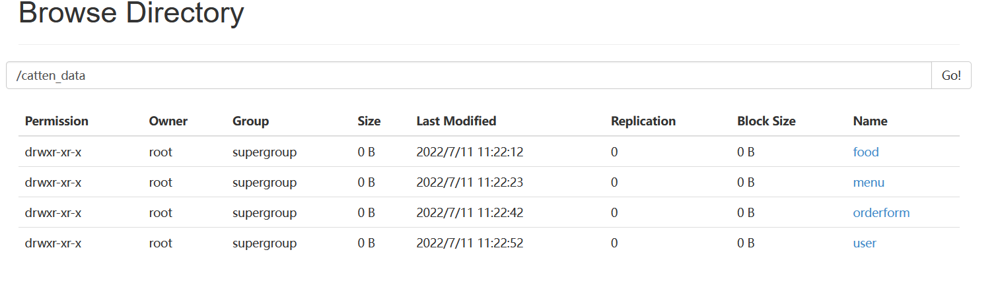 Browse Directory
/catten_data Go!
Permission Owner Group Size Last Modified Replication Block Size Name
drwxr-xr-x root supergroup 0 B 2022/7/11 11:22:12 0 0 B food
drwxr-xr-x root supergroup 0 B 2022/7/11 11:22:23 0 0 B menu
drwxr-xr-x root supergroup 0 B 2022/7/11 11:22:42 0 0 B orderform
drwxr-xr-x root supergroup 0 B 2022/7/11 11:22:52 0 0 B user